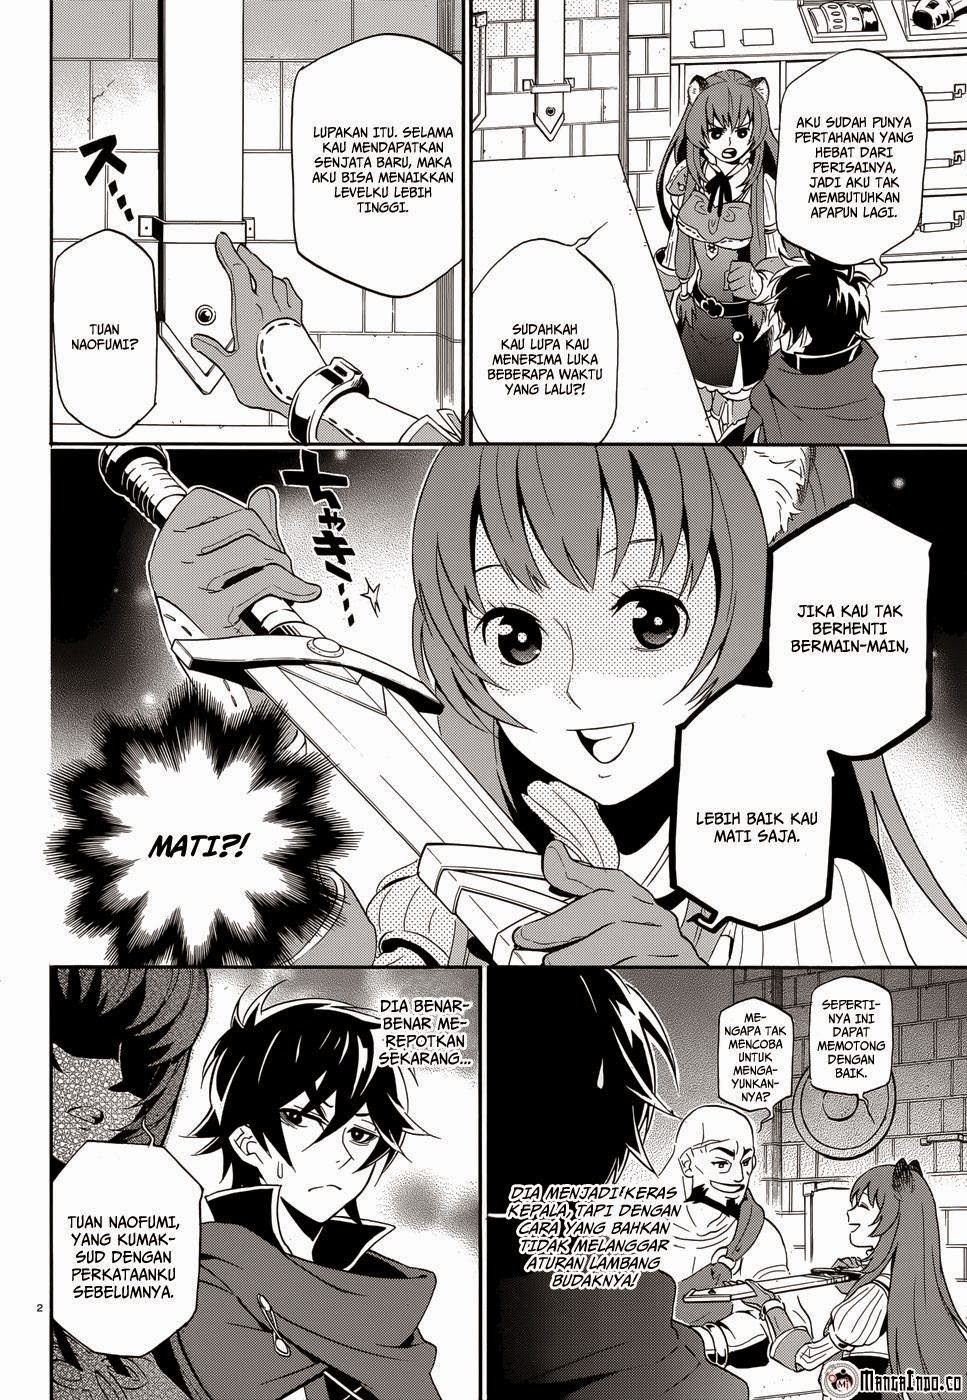 AKU SUDAH PUNYA
PERTAHANAN YANG
HEBAT DARI
PERISAINYA,
JADI AKU TAK
MEMBUTUHKAN
APAPUN LAGI.
SUDAHKAH
KAU LUPA KAU
MENERIMA LUKA
BEBERAPA WAKTU
YANG LALU?!
LUPAKAN ITU. SELAMA
KAU MENDAPATKAN
SENJATA BARU, MAKA
AKU BISA MENAIKKAN
LEVELKU LEBIH
TINGGI.
ス…
TUAN
NAOFUMI?
JIKA KAU TAK
BERHENTI
BERMAIN-MAIN,
LEBIH BAIK KAU
MATI SAJA.
ちゃき…
MATI?!
SEPERTI-
NYA INI
DAPAT
MEMOTONG
DENGAN
BAIK.
ME-
NGAPA TAK
MENCOBA
UNTUK
MENGA-
YUNKAN-
NYA?
DIA MENJADI KERAS
KEPALA, TAPI DENGAN
CARA YANG BAHKAN
TIDAK MELANGGAR
ATURAN LAMBANG
BUDAKNYA!
DIA BENAR-
BENAR ME-
REPOTKAN
SEKARANG...
TUAN NAOFUMI,
YANG KUMAK-
SUD DENGAN
PERKATAANKU
SEBELUMNYA.
2
MangaIndo.co